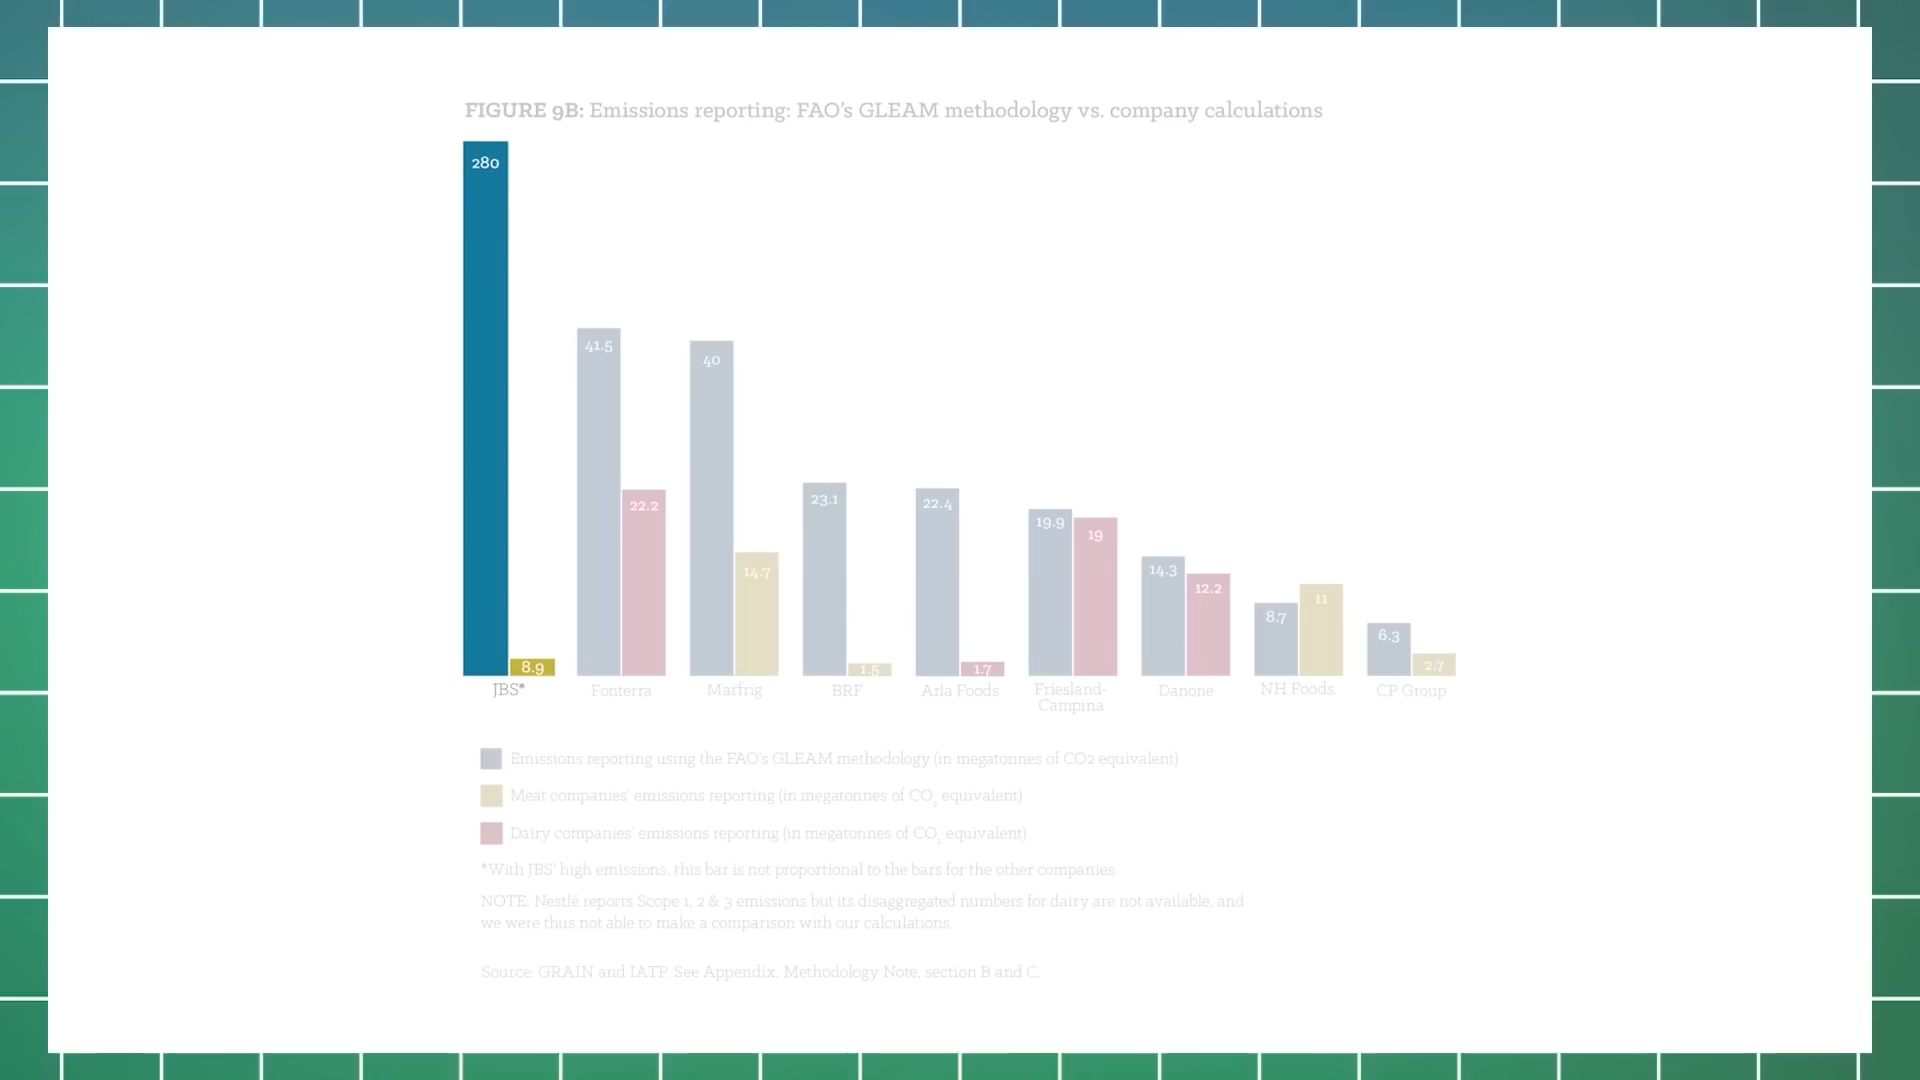 FIGURE 9B: Emissions reporting: FAO's GLEAM methodology vs. company calculations
280
8.9
41.5
22.2
40
14.7
23.1
1.5
22.4
1.7
19.9
19
14.3
12.2
8.7
11
6.3
2.7
JBS*
Fonterra
Marfrig
BRF
Arla Foods
Friesland-
Campina
Danone
NH Foods
CP Group
Emissions reporting using the FAO's GLEAM methodology (in megatonnes of CO2 equivalent)
Meat companies' emissions reporting (in megatonnes of CO₂ equivalent)
Dairy companies' emissions reporting (in megatonnes of CO₂ equivalent)
*With JBS' high emissions, this bar is not proportional to the bars for the other companies.
NOTE: Nestlé reports Scope 1, 2 & 3 emissions but its disaggregated numbers for dairy are not available, and
we were thus not able to make a comparison with our calculations.
Source: GRAIN and IATP. See Appendix, Methodology Note, section B and C.